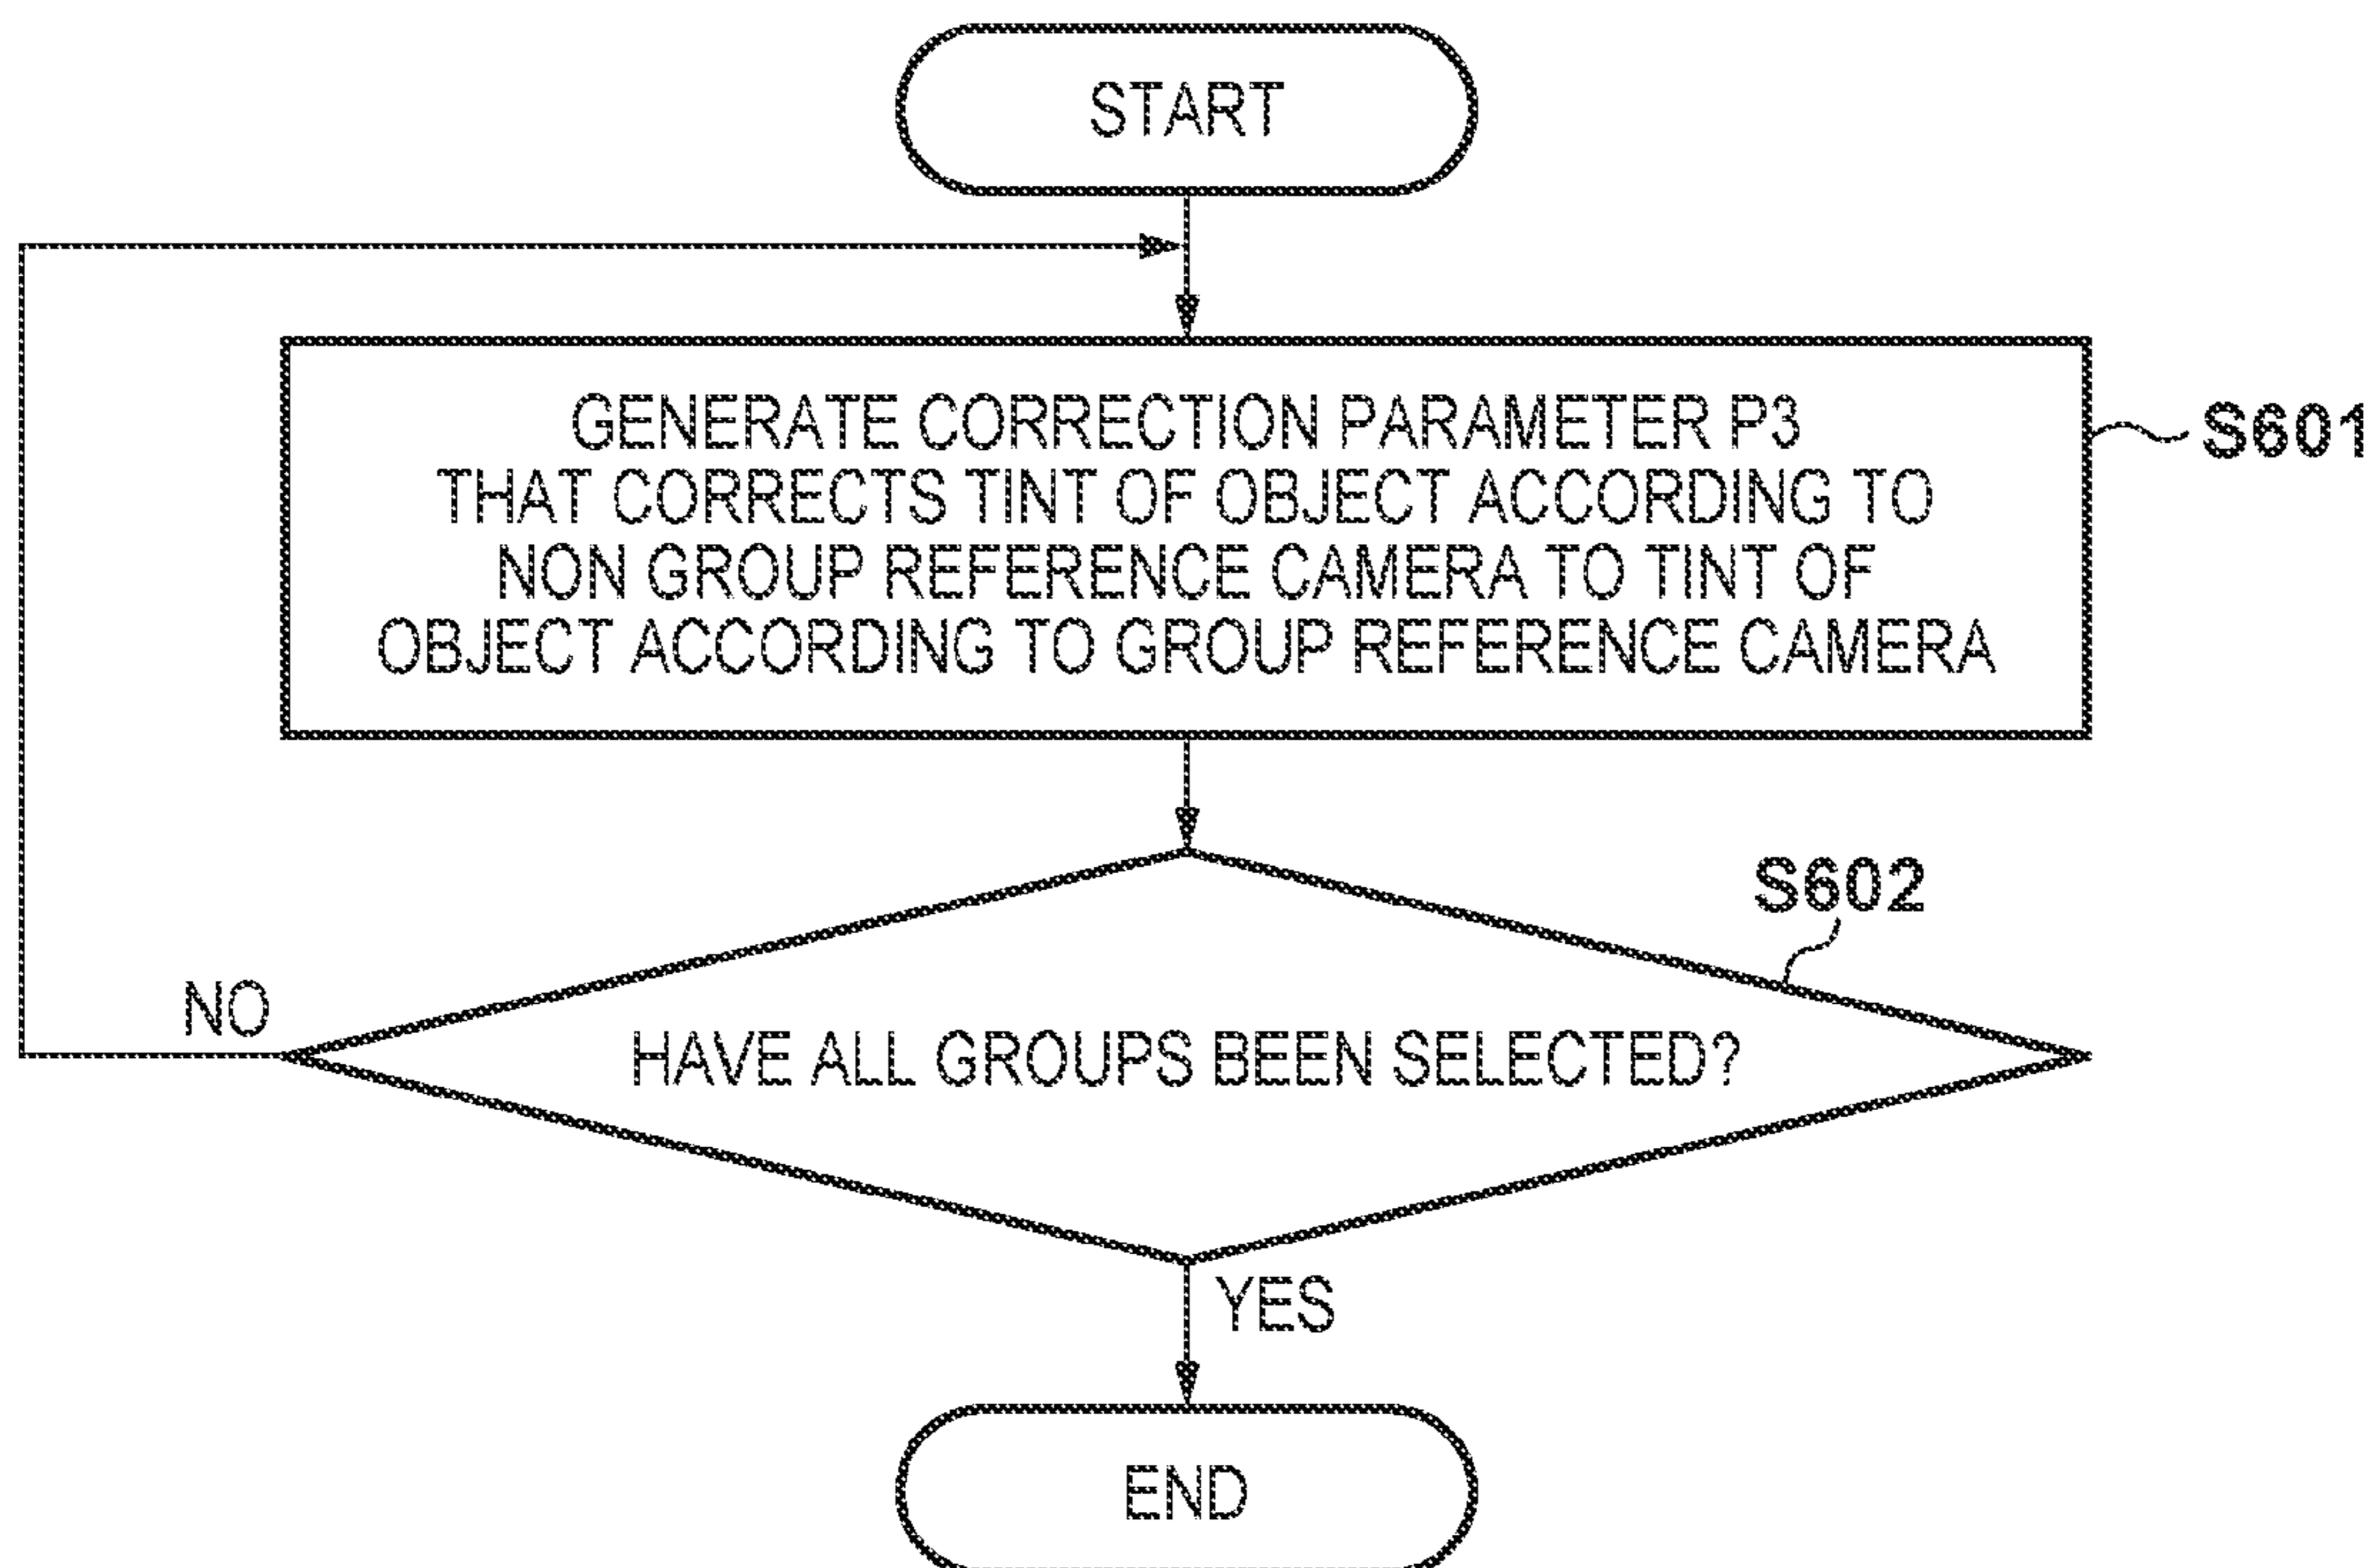 START
GENERATE CORRECTION PARAMETER P3
THAT CORRECTS TINT OF OBJECT ACCORDING TO
NON GROUP REFERENCE CAMERA TO TINT OF
OBJECT ACCORDING TO GROUP REFERENCE CAMERA
S601
S602
NO
HAVE ALL GROUPS BEEN SELECTED?
YES
END